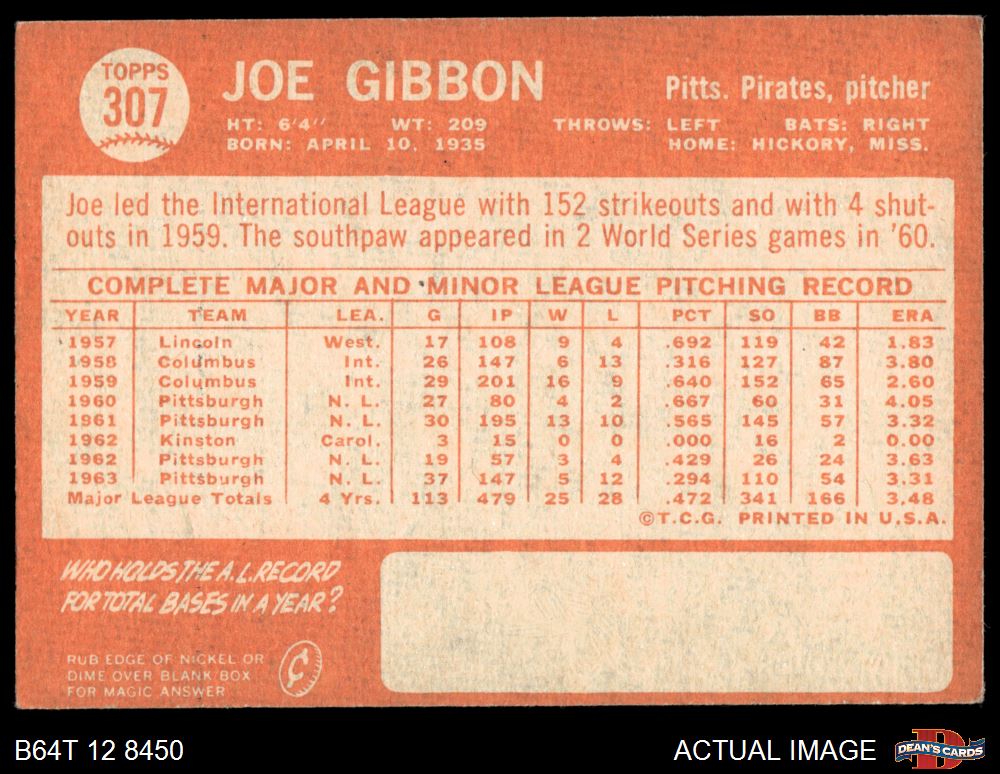 TOPPS
307
JOE GIBBON
Pitts. Pirates, pitcher
HT: 6'4" WT: 209 THROWS: LEFT BATS: RIGHT
BORN: APRIL 10, 1935 HOME: HICKORY, MISS.
Joe led the International League with 152 strikeouts and with 4 shut-
outs in 1959. The southpaw appeared in 2 World Series games in '60.
COMPLETE MAJOR AND MINOR LEAGUE PITCHING RECORD
YEAR TEAM LEA. G IP W L PCT SO BB ERA
1957 Lincoln West. 17 108 9 4 .692 119 42 1.83
1958 Columbus Int. 26 147 6 13 .316 127 87 3.80
1959 Columbus Int. 29 201 16 9 .640 152 65 2.60
1960 Pittsburgh N. L. 27 80 4 2 .667 60 31 4.05
1961 Pittsburgh N. L. 30 195 13 10 .565 145 57 3.32
1962 Kinston Carol. 3 15 0 0 .000 16 2 0.00
1962 Pittsburgh N. L. 19 57 3 4 .429 26 24 3.63
1963 Pittsburgh N. L. 37 147 5 12 .294 110 54 3.31
Major League Totals 4 Yrs. 113 479 25 28 .472 341 166 3.48
©T.C.G. PRINTED IN U.S.A.
WHO HOLDS THE A.L. RECORD
FOR TOTAL BASES IN A YEAR?
RUB EDGE OF NICKEL OR
DIME OVER BLANK BOX
FOR MAGIC ANSWER
¢
B64T 12 8450 ACTUAL IMAGE
D
DEAN'S CARDS